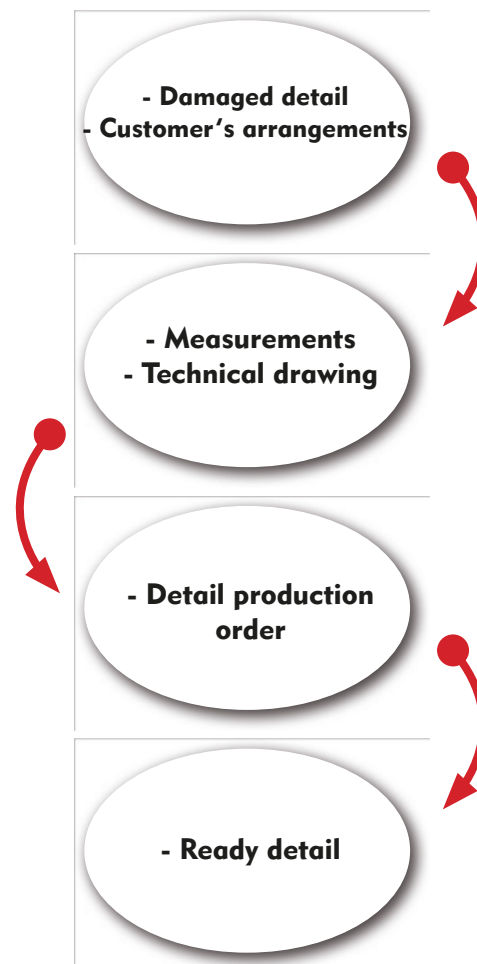 - Damaged detail
- Customer‘s arrangements
- Measurements
- Technical drawing
- Detail production
order
- Ready detail